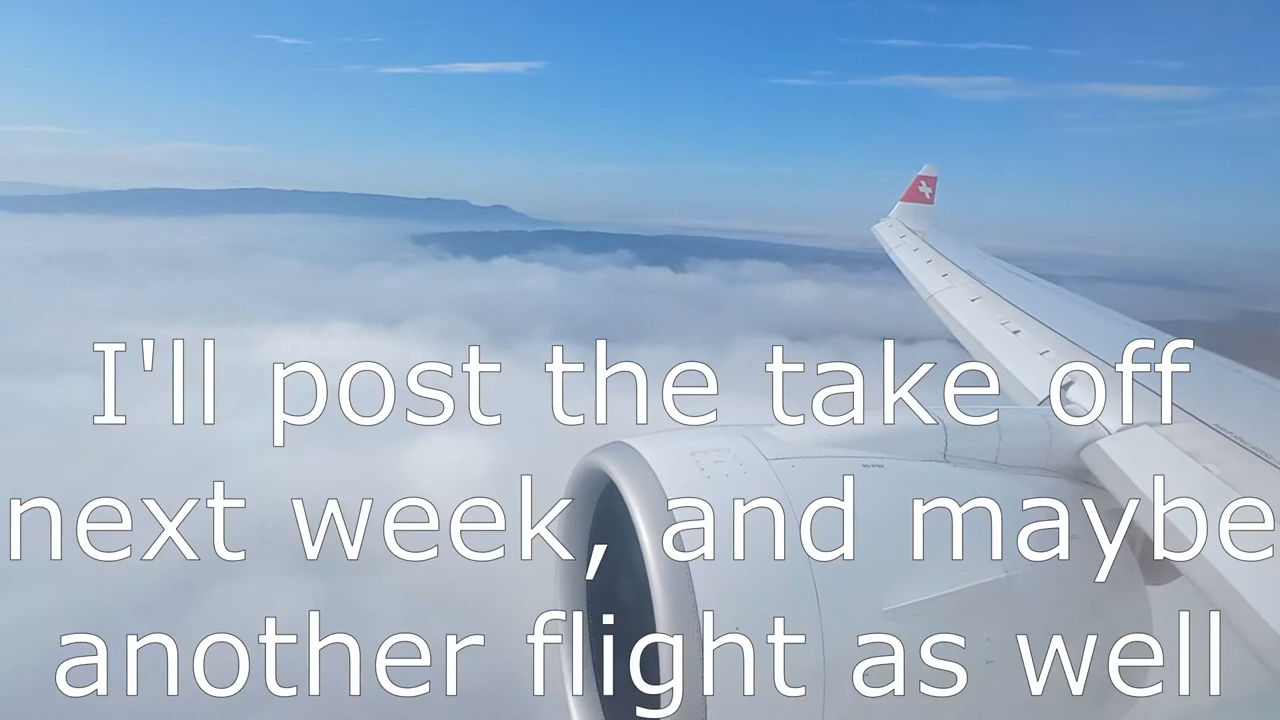 I'll post the take off
next week, and maybe
another flight as well